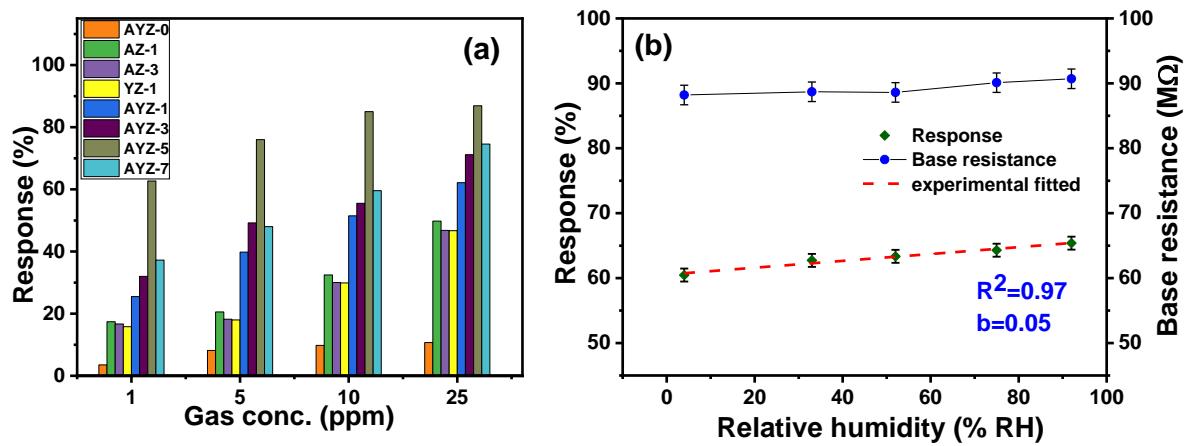 (a)
AYZ-0
AZ-1
AZ-3
YZ-1
AYZ-1
AYZ-3
AYZ-5
AYZ-7
Response (%)
100
80
60
40
20
0
1 5 10 25
Gas conc. (ppm)
(b)
Response (%)
100
90
80
70
60
50
Response
Base resistance
experimental fitted
R²=0.97
b=0.05
100
90
80
70
60
50
Base resistance (MΩ)
0 20 40 60 80 100
Relative humidity (% RH)